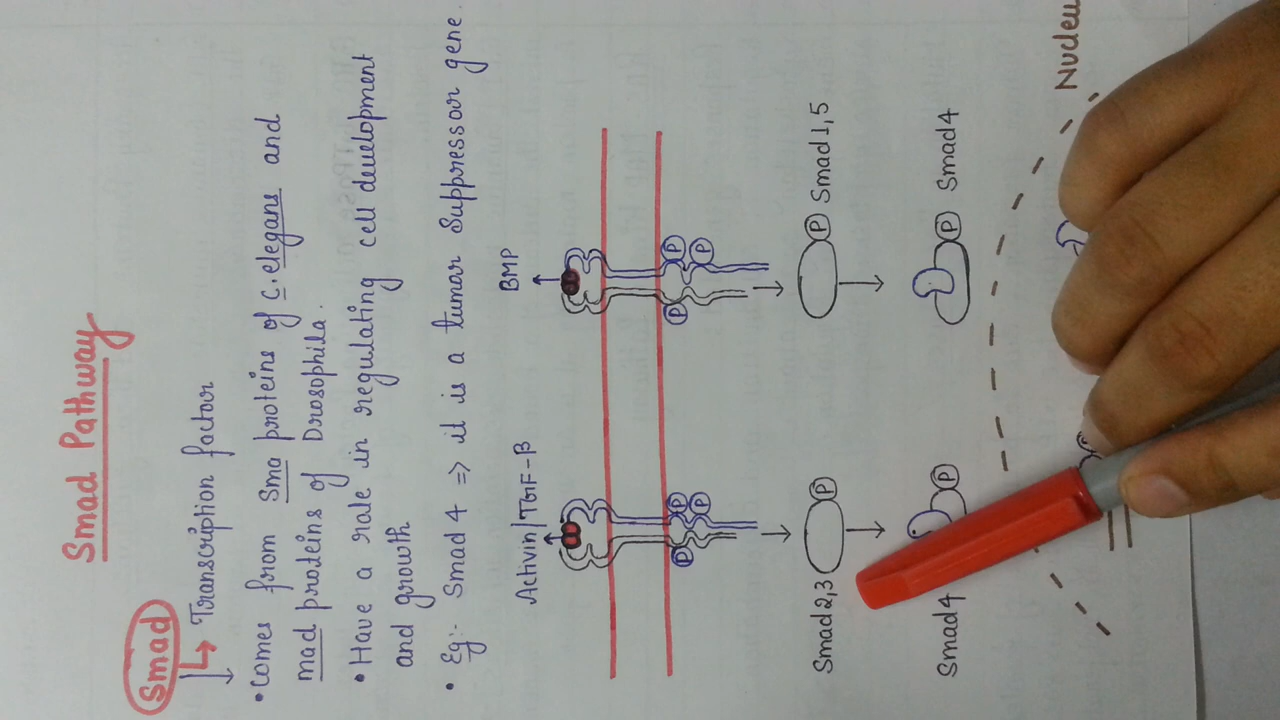 Smad Pathway
Smad
Transcription factor
• Comes from Sma proteins of C. elegans and
mad proteins of Drosophila.
• Have a role in regulating cell development
and growth
• Eg:- Smad 4 ⇒ it is a tumor Suppressor gene.
Activin/TGF-β BMP
P P P P P P
Smad 2,3 P P Smad 1,5
Smad 4 P P Smad 4
Nucleu